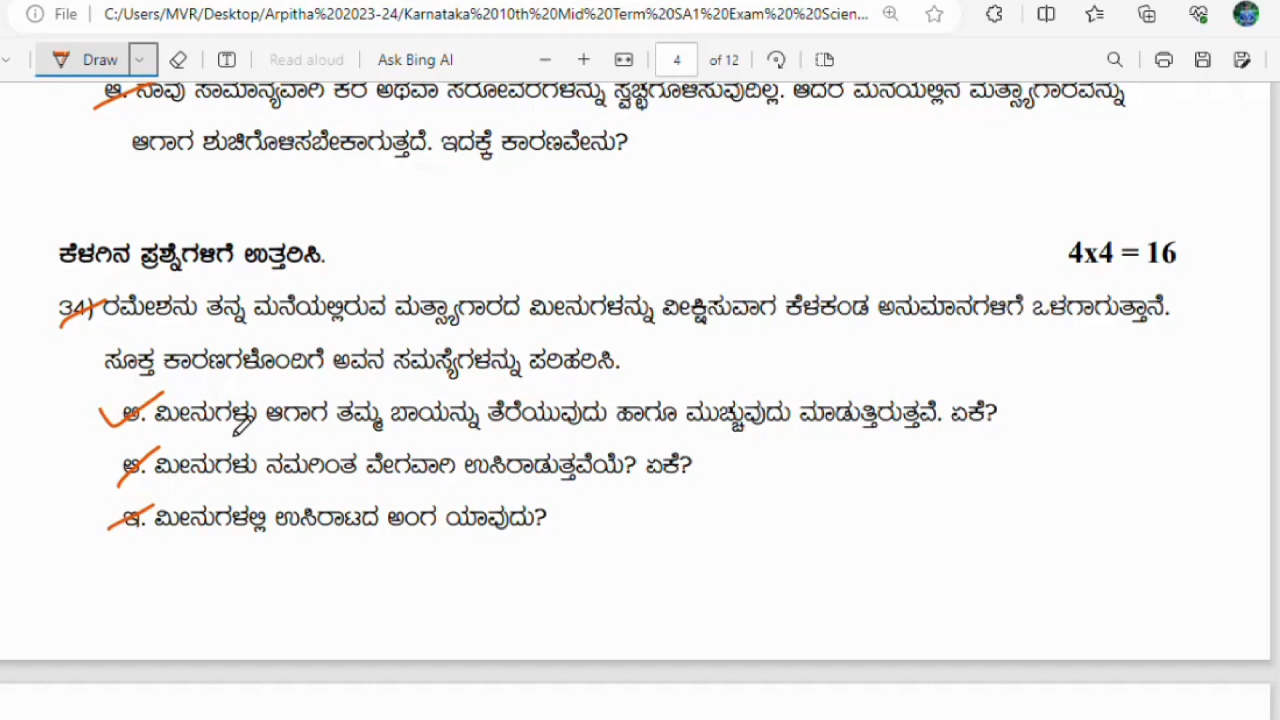 File C:/Users/MVR/Desktop/Arpitha%202023-24/Karnataka%2010th%20Mid%20Term%20SA1%20Exam%20%20Scien...
Draw Read aloud Ask Bing AI 4 of 12
ಆ. ನಾವು ಸಾಮಾನ್ಯವಾಗಿ ಕೆರೆ ಅಥವಾ ಸರೋವರಗಳನ್ನು ಸ್ವಚ್ಛಗೊಳಿಸುವುದಿಲ್ಲ. ಆದರೆ ಮನೆಯಲ್ಲಿನ ಮತ್ಸ್ಯಾಗಾರವನ್ನು
ಆಗಾಗ ಶುಚಿಗೊಳಿಸಬೇಕಾಗುತ್ತದೆ. ಇದಕ್ಕೆ ಕಾರಣವೇನು?
ಕೆಳಗಿನ ಪ್ರಶ್ನೆಗಳಿಗೆ ಉತ್ತರಿಸಿ. 4x4 = 16
34) ರಮೇಶನು ತನ್ನ ಮನೆಯಲ್ಲಿರುವ ಮತ್ಸ್ಯಾಗಾರದ ಮೀನುಗಳನ್ನು ವೀಕ್ಷಿಸುವಾಗ ಕೆಳಕಂಡ ಅನುಮಾನಗಳಿಗೆ ಒಳಗಾಗುತ್ತಾನೆ.
ಸೂಕ್ತ ಕಾರಣಗಳೊಂದಿಗೆ ಅವನ ಸಮಸ್ಯೆಗಳನ್ನು ಪರಿಹರಿಸಿ.
ಅ. ಮೀನುಗಳು ಆಗಾಗ ತಮ್ಮ ಬಾಯನ್ನು ತೆರೆಯುವುದು ಹಾಗೂ ಮುಚ್ಚುವುದು ಮಾಡುತ್ತಿರುತ್ತವೆ. ಏಕೆ?
ಆ. ಮೀನುಗಳು ನಮಗಿಂತ ವೇಗವಾಗಿ ಉಸಿರಾಡುತ್ತವೆಯೆ? ಏಕೆ?
ಇ. ಮೀನುಗಳಲ್ಲಿ ಉಸಿರಾಟದ ಅಂಗ ಯಾವುದು?